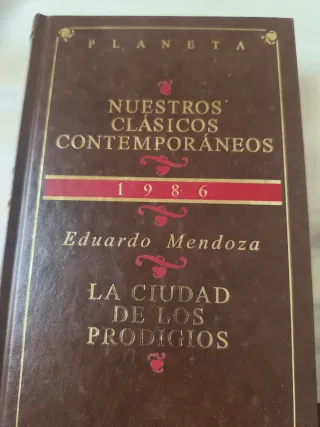 PLANETA
NUESTROS
CLÁSICOS
CONTEMPORÁNEOS
1986
Eduardo Mendoza
LA CIUDAD
DE LOS
PRODIGIOS